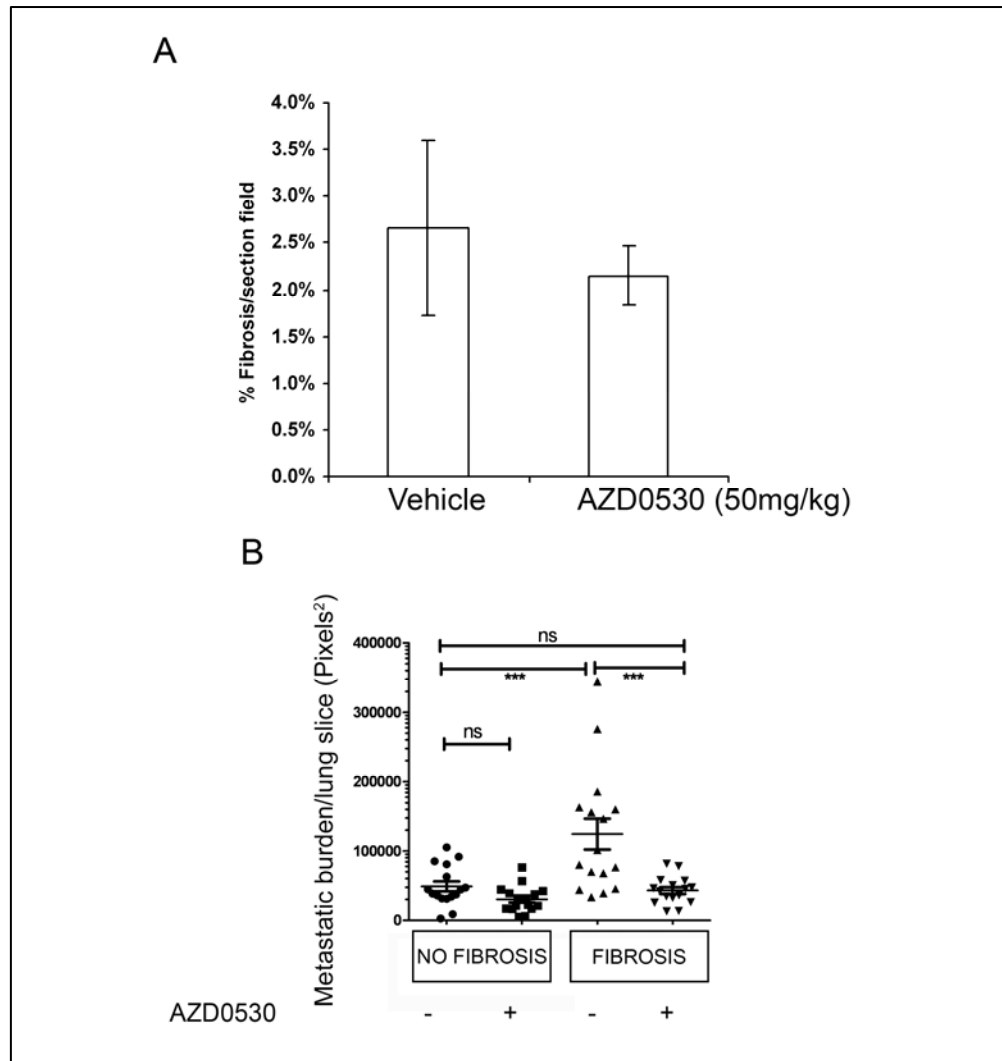 A
% Fibrosis/section field
4.0%
3.5%
3.0%
2.5%
2.0%
1.5%
1.0%
0.5%
0.0%
Vehicle AZD0530 (50mg/kg)
B
Metastatic burden/lung slice (Pixels²)
400000
300000
200000
100000
0
ns
*** ***
ns
NO FIBROSIS FIBROSIS
AZD0530 - + - +